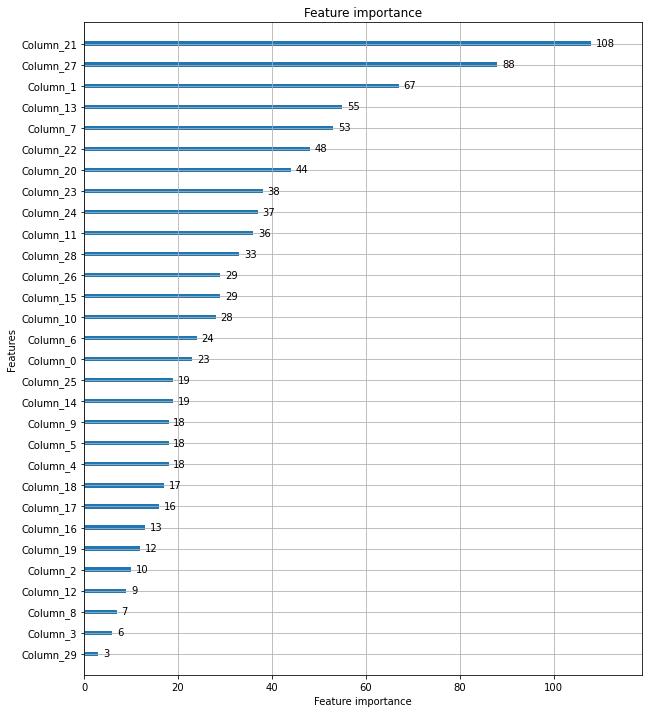 Feature importance
Column_21 108
Column_27 88
Column_1 67
Column_13 55
Column_7 53
Column_22 48
Column_20 44
Column_23 38
Column_24 37
Column_11 36
Column_28 33
Column_26 29
Column_15 29
Column_10 28
Column_6 24
Column_0 23
Column_25 19
Column_14 19
Column_9 18
Column_5 18
Column_4 18
Column_18 17
Column_17 16
Column_16 13
Column_19 12
Column_2 10
Column_12 9
Column_8 7
Column_3 6
Column_29 3
Features
0 20 40 60 80 100
Feature importance